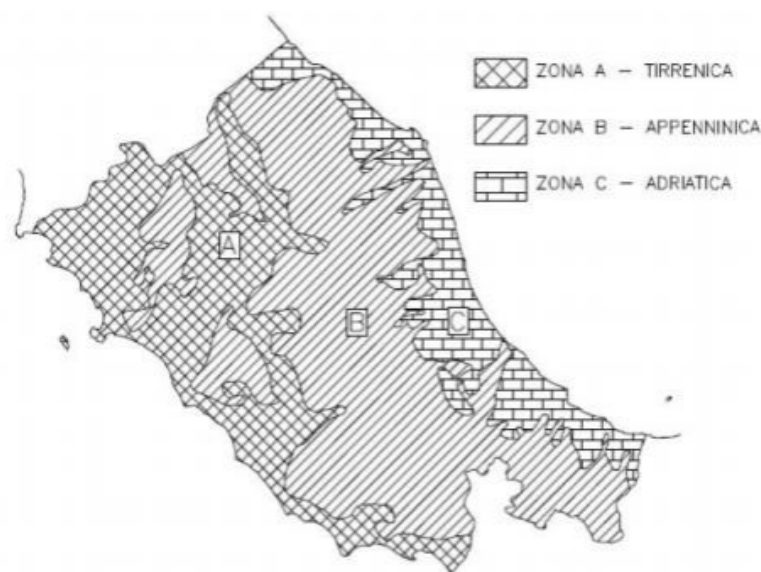 ZONA A – TIRRENICA
ZONA B – APPENNINICA
ZONA C – ADRIATICA
A
B
C